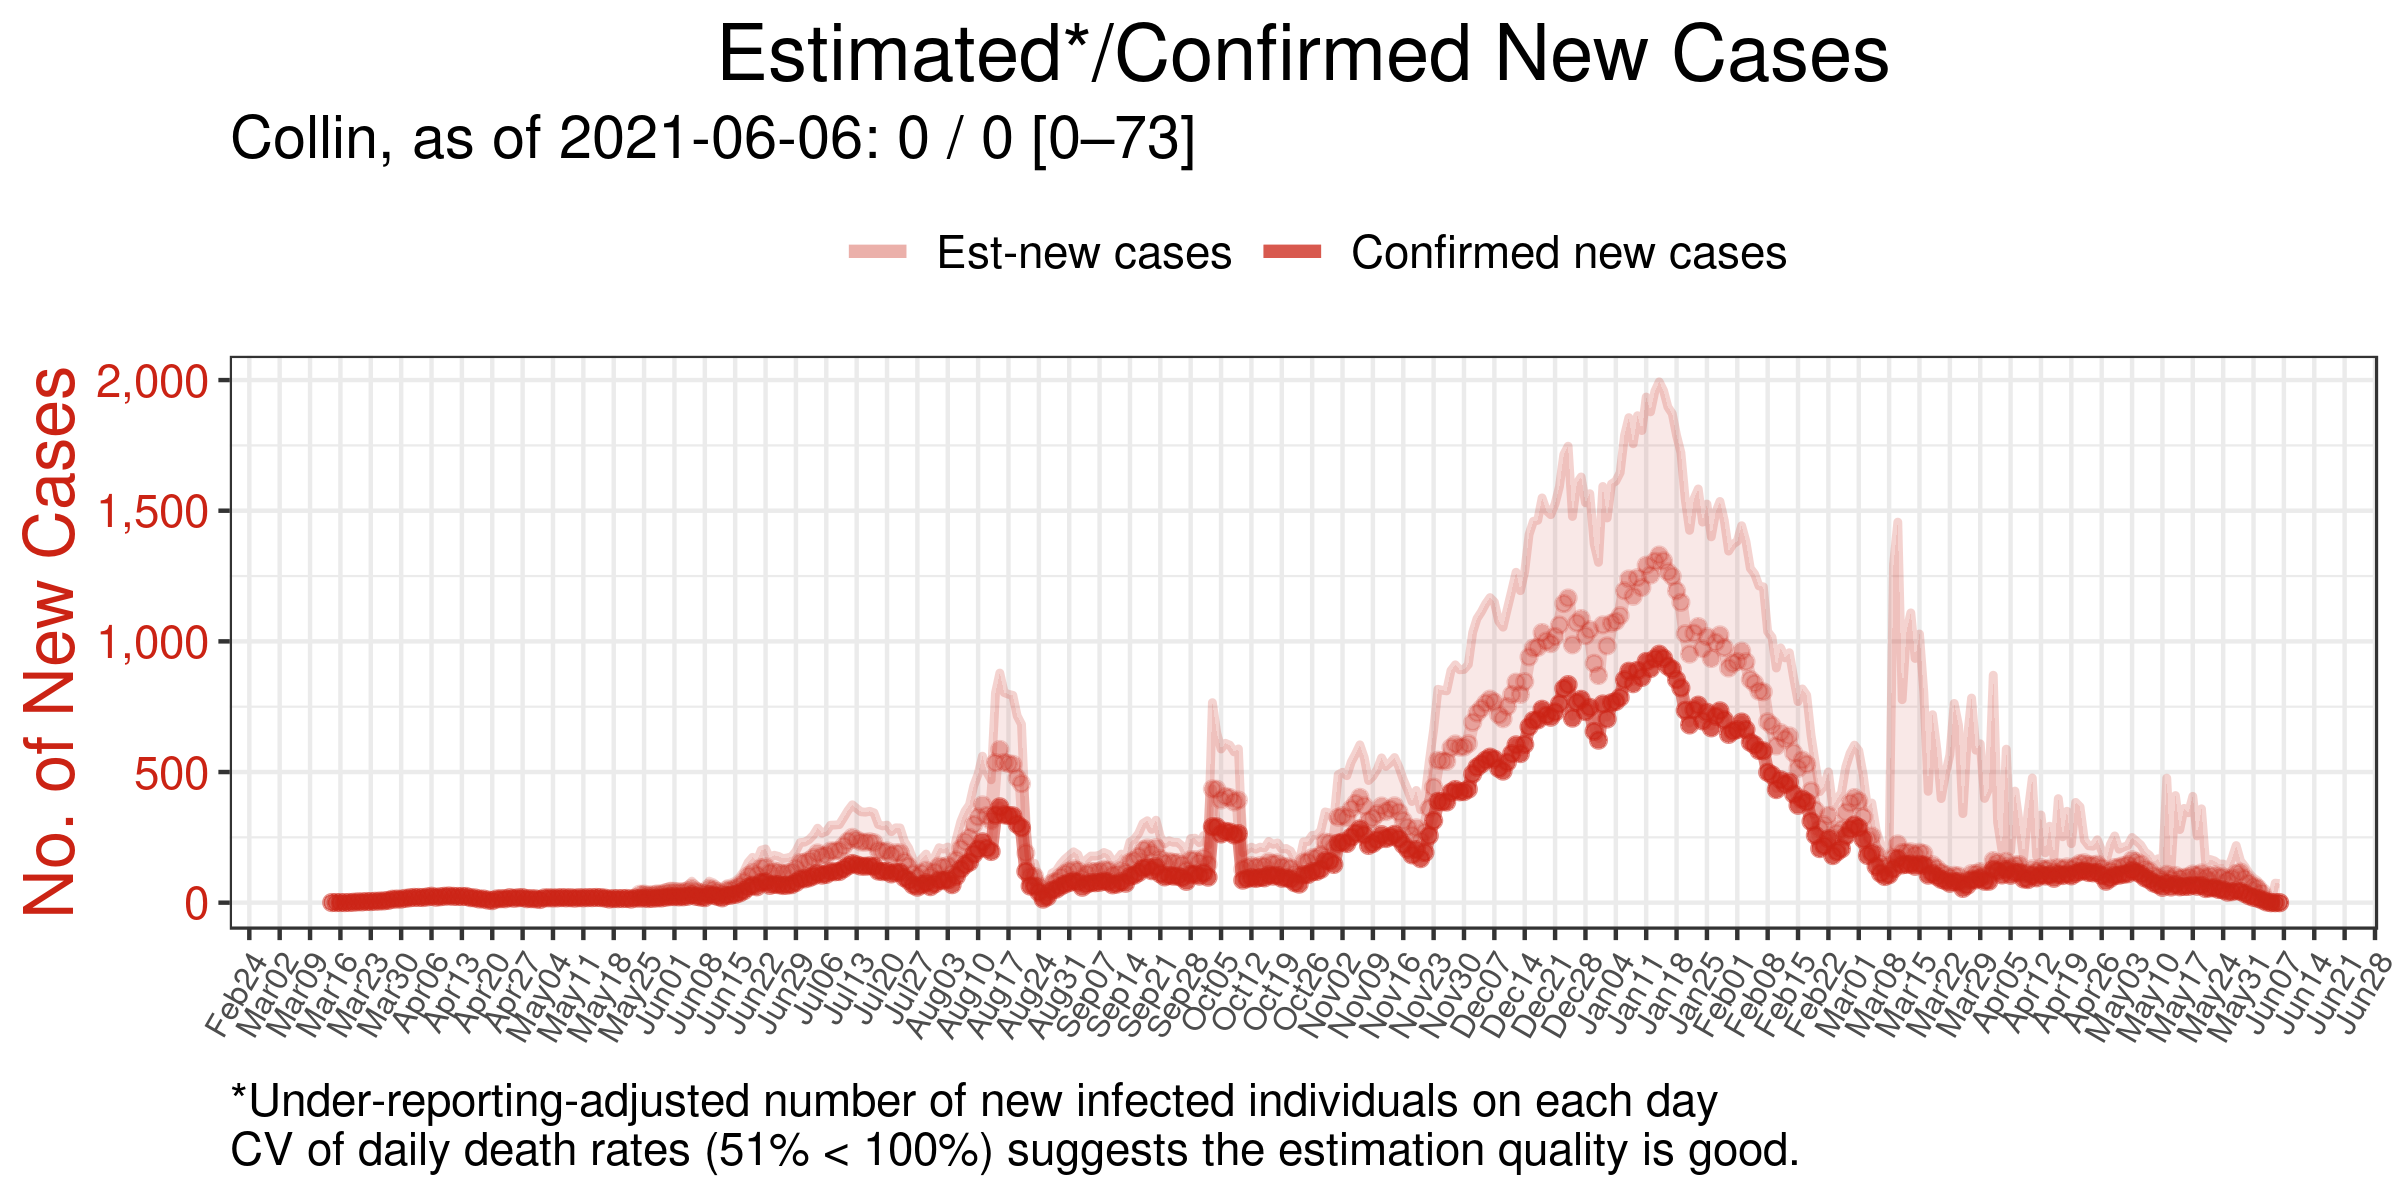 Estimated*/Confirmed New Cases
Collin, as of 2021-06-06: 0 / 0 [0–73]
Est-new cases Confirmed new cases
No. of New Cases
2,000
1,500
1,000
500
0
Feb24 Mar02 Mar09 Mar16 Mar23 Mar30 Apr06 Apr13 Apr20 Apr27 May04 May11 May18 May25 Jun01 Jun08 Jun15 Jun22 Jun29 Jul06 Jul13 Jul20 Jul27 Aug03 Aug10 Aug17 Aug24 Aug31 Sep07 Sep14 Sep21 Sep28 Oct05 Oct12 Oct19 Oct26 Nov02 Nov09 Nov16 Nov23 Nov30 Dec07 Dec14 Dec21 Dec28 Jan04 Jan11 Jan18 Jan25 Feb01 Feb08 Feb15 Feb22 Mar01 Mar08 Mar15 Mar22 Mar29 Apr05 Apr12 Apr19 Apr26 May03 May10 May17 May24 May31 Jun07 Jun14 Jun21 Jun28
*Under-reporting-adjusted number of new infected individuals on each day
CV of daily death rates (51% < 100%) suggests the estimation quality is good.